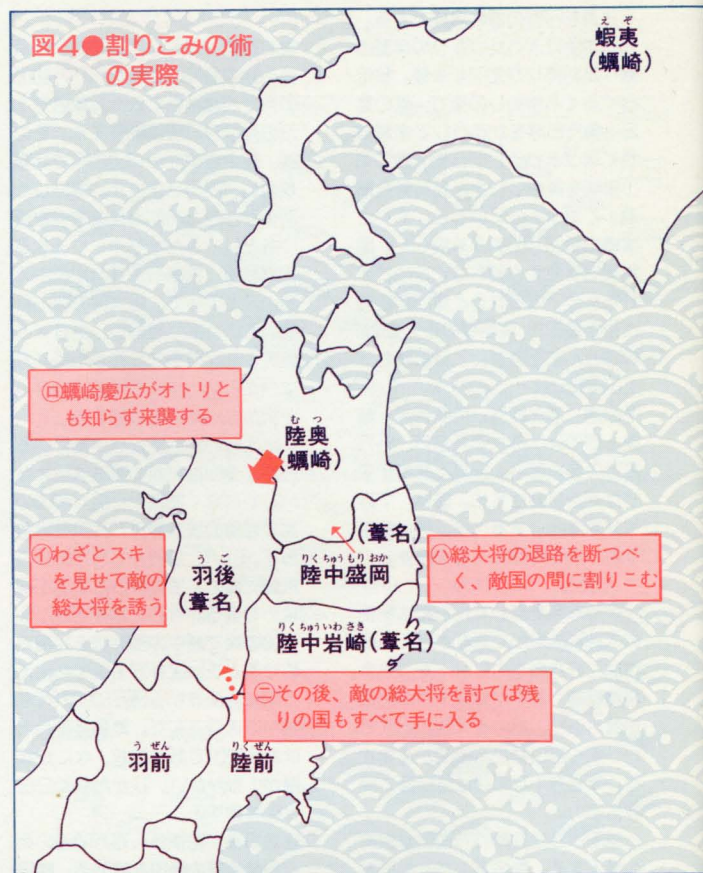 図4●割りこみの術
の実際
えぞ
蝦夷
(蠣崎)
㋺蠣崎慶広がオトリと
も知らず来襲する
むつ
陸奥
(蠣崎)
㋑わざとスキ
を見せて敵の
総大将を誘う
うご
羽後
(葦名)
(葦名)
りくちゅうもりおか
陸中盛岡
㋩総大将の退路を断つべ
く、敵国の間に割りこむ
りくちゅういわさき
陸中岩崎(葦名)
㊁その後、敵の総大将を討てば残
りの国もすべて手に入る
うぜん
羽前
りくぜん
陸前